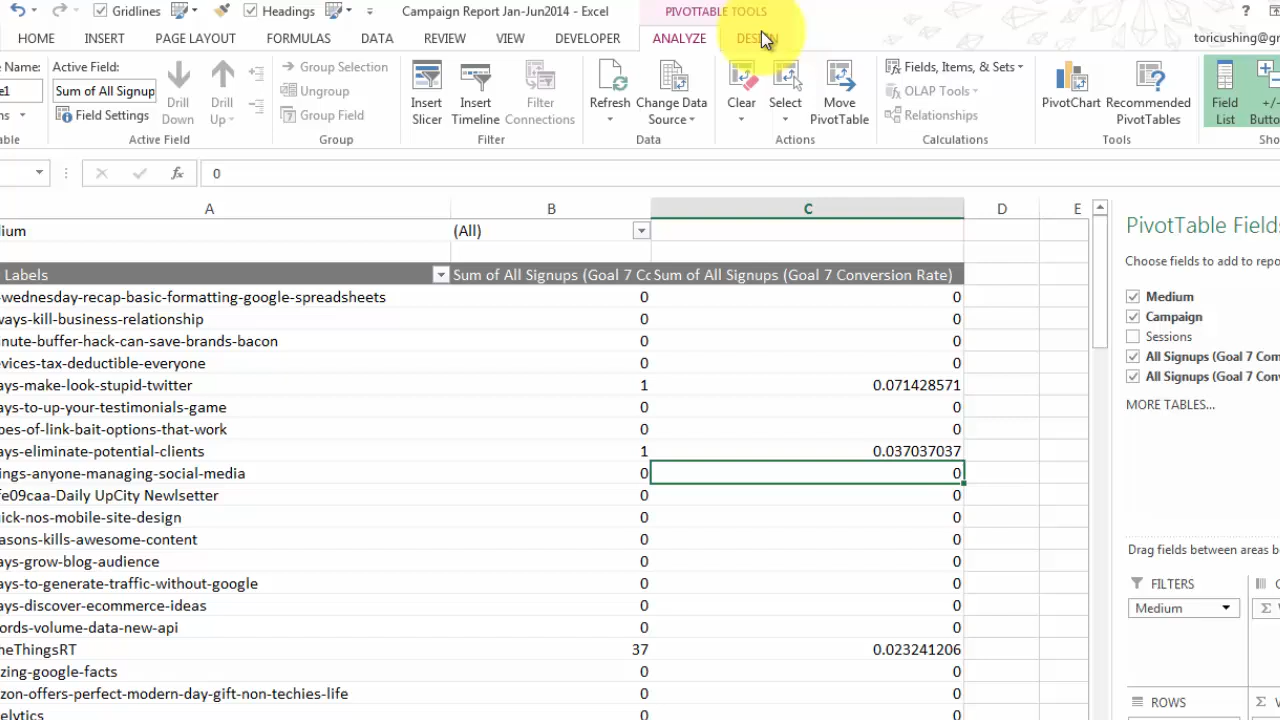 Gridlines Headings Campaign Report Jan-Jun2014 - Excel PIVOTTABLE TOOLS ?
HOME INSERT PAGE LAYOUT FORMULAS DATA REVIEW VIEW DEVELOPER ANALYZE DESIGN toricushing@gr
Name: Active Field: Group Selection Fields, Items, & Sets
e1 Sum of All Signup Ungroup OLAP Tools
Field Settings Group Field Relationships
Drill Down Drill Up Insert Slicer Insert Timeline Filter Connections Refresh Change Data Source Clear Select Move PivotTable PivotChart Recommended PivotTables Field List +/- Butto
Active Field Group Filter Data Actions Calculations Tools Sho
fx 0
A B C D E
ium (All)
Labels Sum of All Signups (Goal 7 Co Sum of All Signups (Goal 7 Conversion Rate)
-wednesday-recap-basic-formatting-google-spreadsheets 0 0
ways-kill-business-relationship 0 0
nute-buffer-hack-can-save-brands-bacon 0 0
vices-tax-deductible-everyone 0 0
ays-make-look-stupid-twitter 1 0.071428571
ays-to-up-your-testimonials-game 0 0
pes-of-link-bait-options-that-work 0 0
ays-eliminate-potential-clients 1 0.037037037
ings-anyone-managing-social-media 0 0
fe09caa-Daily UpCity Newlsetter 0 0
uick-nos-mobile-site-design 0 0
asons-kills-awesome-content 0 0
ays-grow-blog-audience 0 0
ays-to-generate-traffic-without-google 0 0
ays-discover-ecommerce-ideas 0 0
ords-volume-data-new-api 0 0
neThingsRT 37 0.023241206
zing-google-facts 0 0
zon-offers-perfect-modern-day-gift-non-techies-life 0 0
elytics 0 0
PivotTable Fields
Choose fields to add to repo
Medium
Campaign
Sessions
All Signups (Goal 7 Com
All Signups (Goal 7 Conv
MORE TABLES...
Drag fields between areas b
FILTERS C
Medium Σ
ROWS Σ